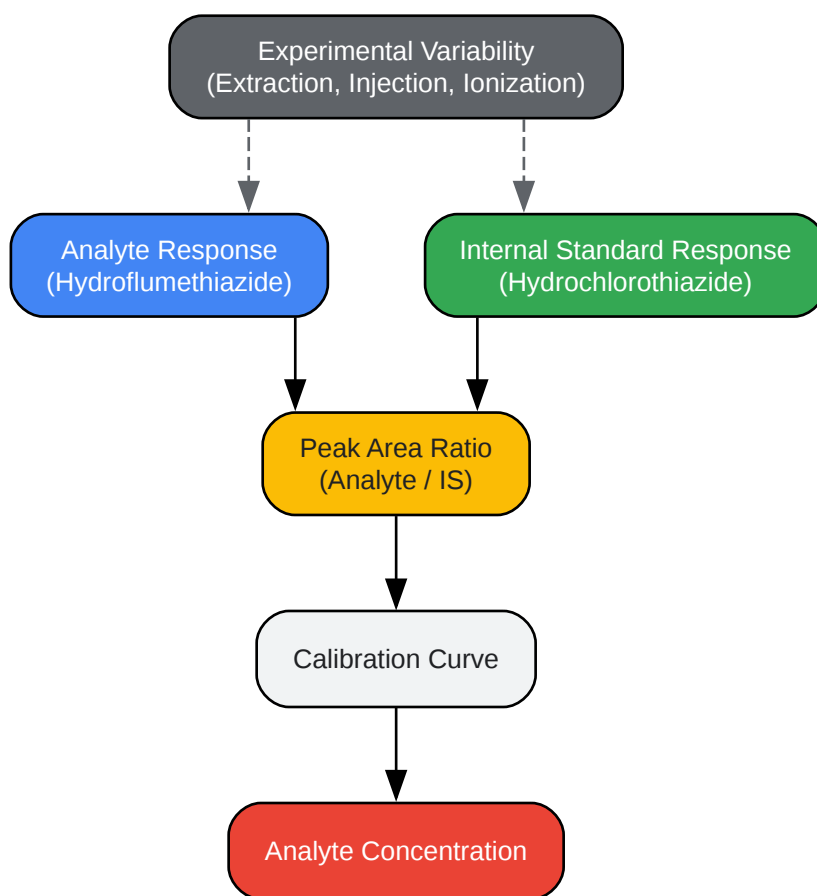 Experimental Variability
(Extraction, Injection, Ionization)
Analyte Response
(Hydroflumethiazide)
Internal Standard Response
(Hydrochlorothiazide)
Peak Area Ratio
(Analyte / IS)
Calibration Curve
Analyte Concentration